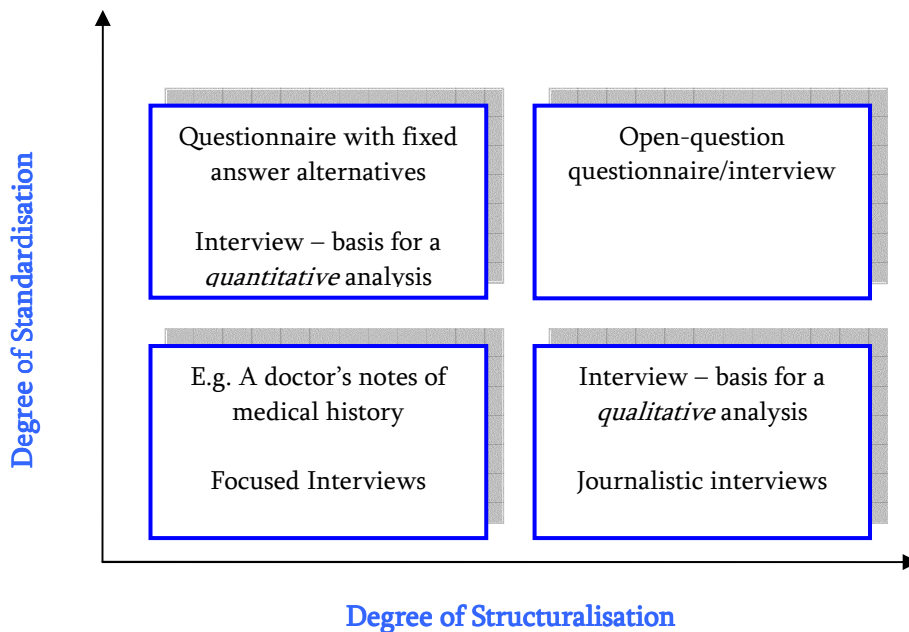 Degree of Standardisation
Questionnaire with fixed
answer alternatives
Interview – basis for a
quantitative analysis
Open-question
questionnaire/interview
E.g. A doctor's notes of
medical history
Focused Interviews
Interview – basis for a
qualitative analysis
Journalistic interviews
Degree of Structuralisation